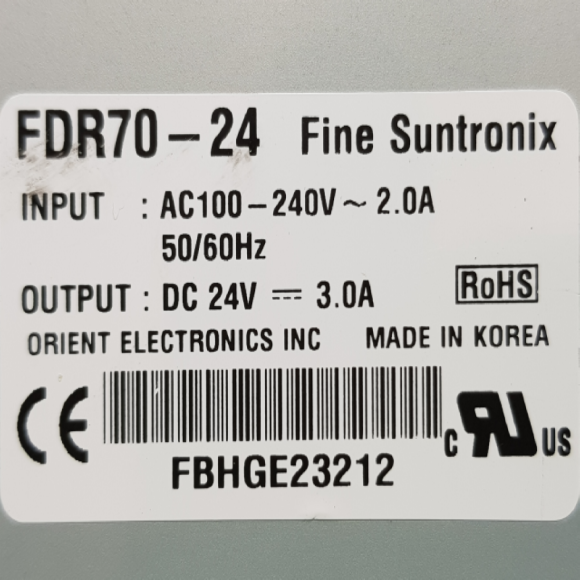 FDR70-24 Fine Suntronix
INPUT : AC100-240V~ 2.0A
50/60Hz
OUTPUT : DC 24V ⎓ 3.0A RoHS
ORIENT ELECTRONICS INC MADE IN KOREA
CE
FBHGE23212
c RU US